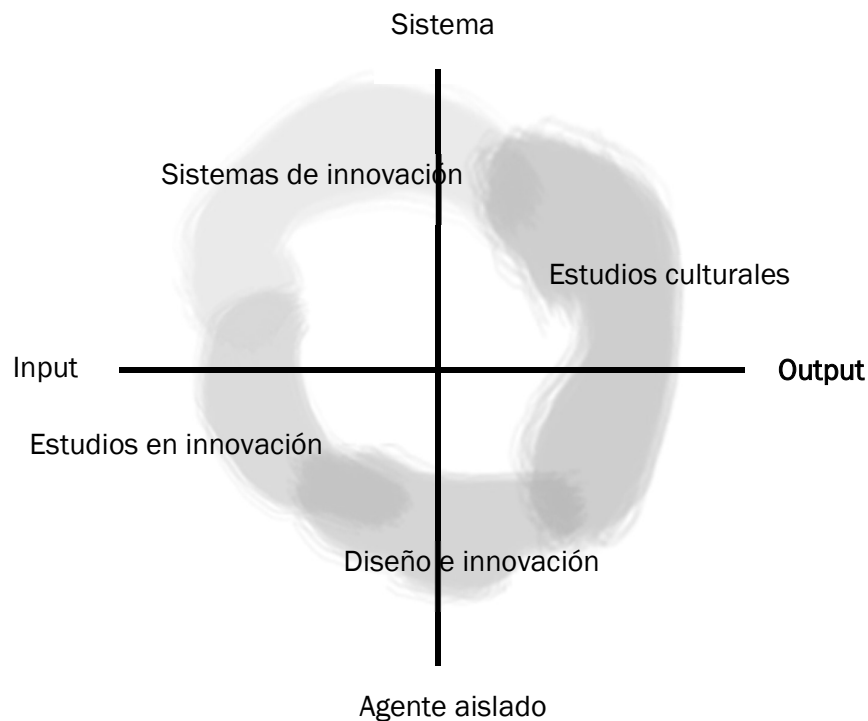 Sistema
Sistemas de innovación
Estudios culturales
Input
Output
Estudios en innovación
Diseño e innovación
Agente aislado